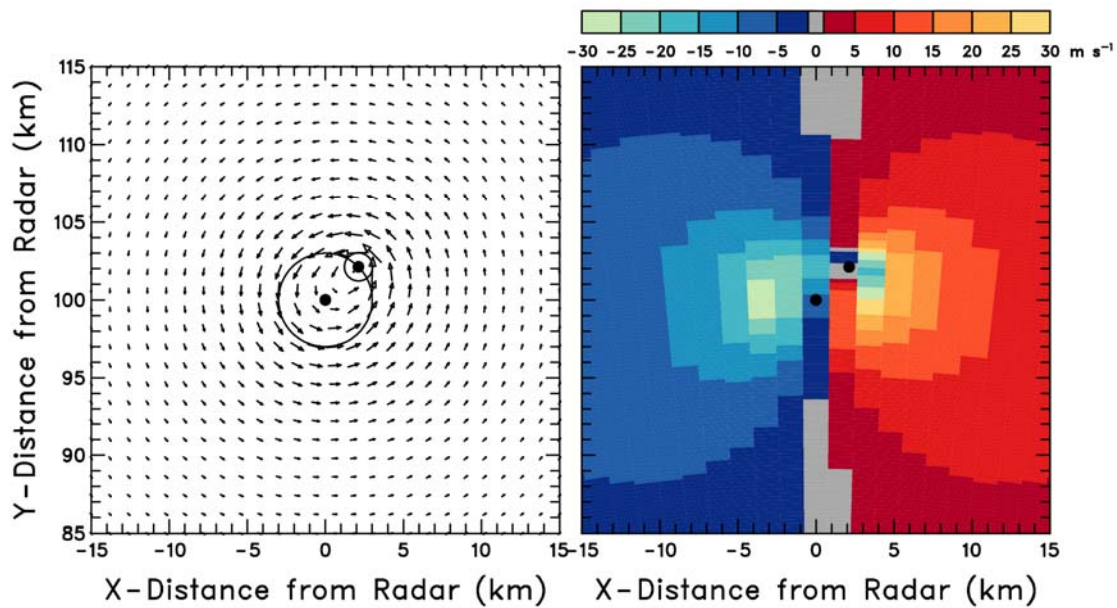 -30 -25 -20 -15 -10 -5 0 5 10 15 20 25 30 m s⁻¹
115
110
105
100
95
90
85
Y-Distance from Radar (km)
-15 -10 -5 0 5 10 15
-15 -10 -5 0 5 10 15
X-Distance from Radar (km)
X-Distance from Radar (km)